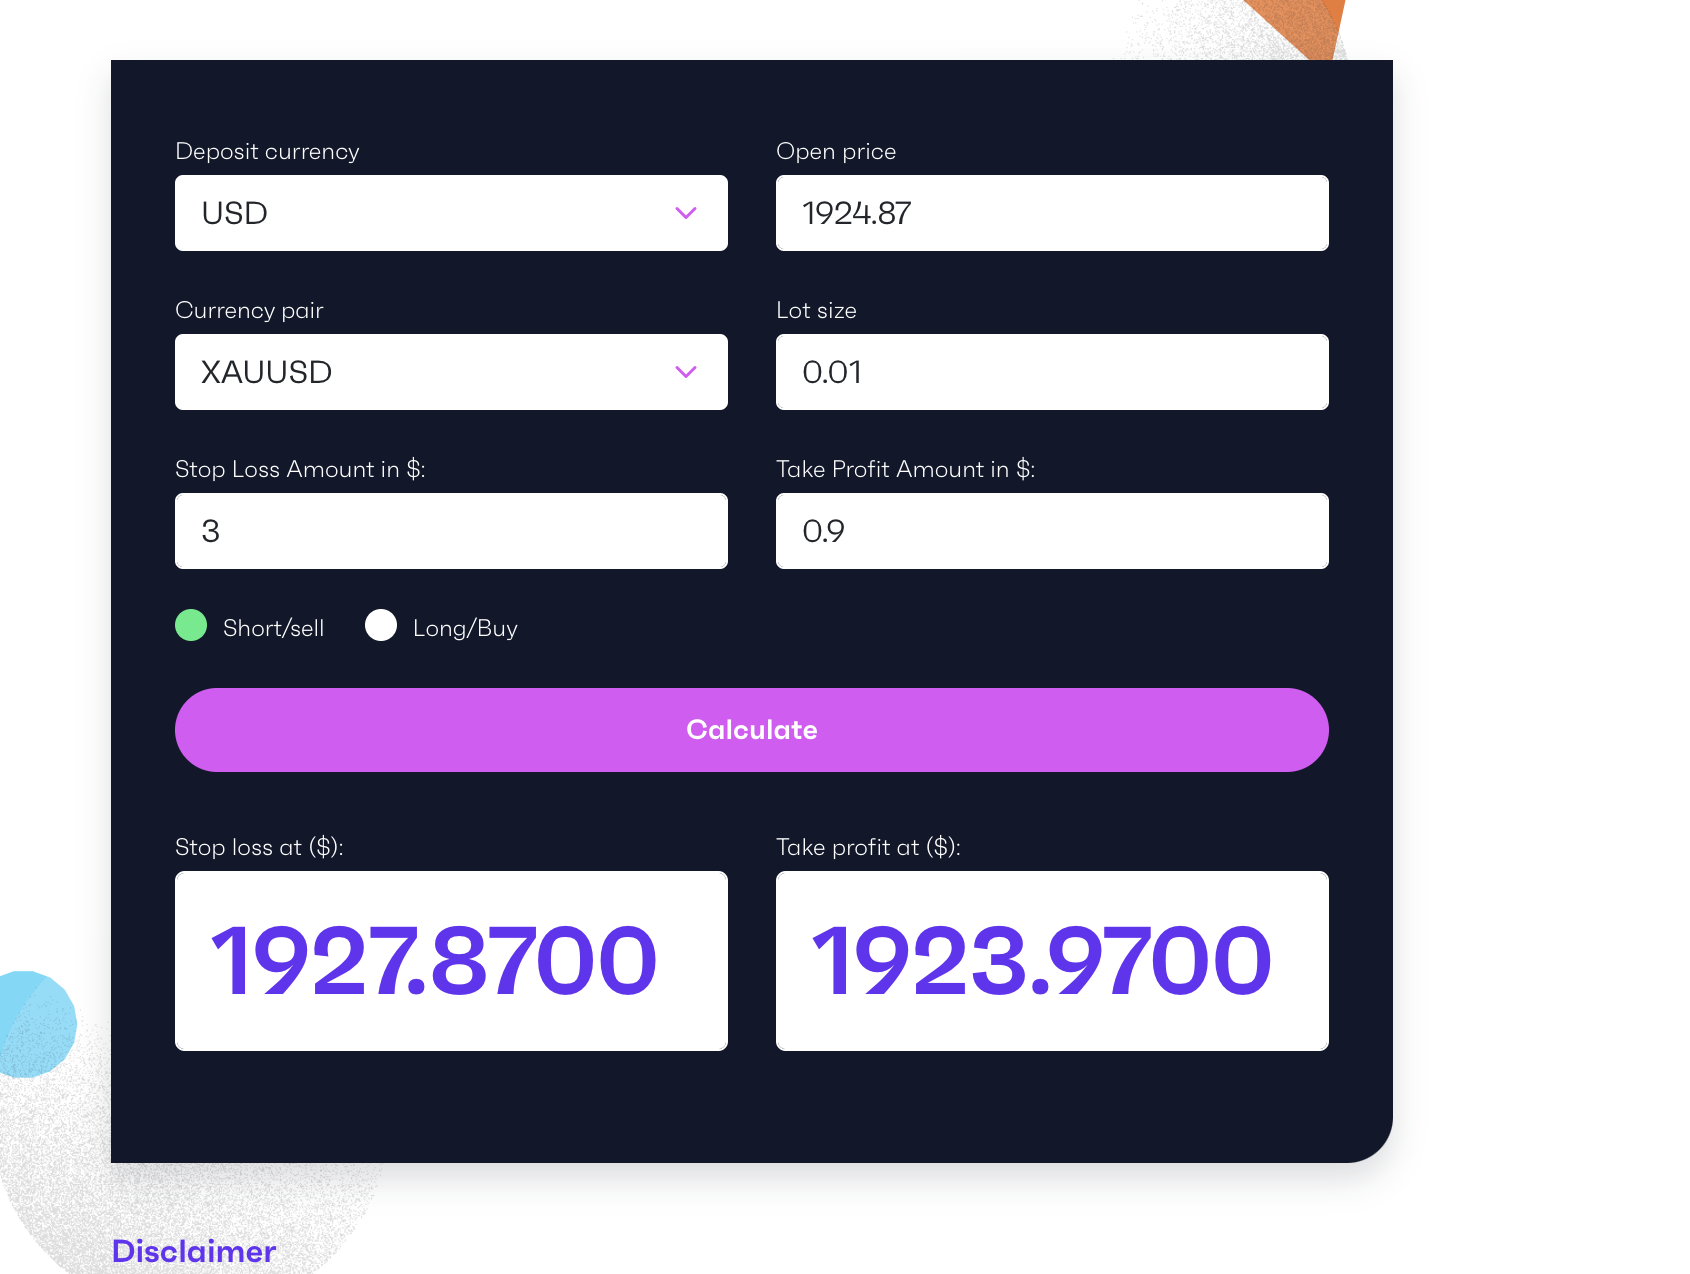 Deposit currency
Open price
USD
1924.87
Currency pair
Lot size
XAUUSD
0.01
Stop Loss Amount in $:
Take Profit Amount in $:
3
0.9
Short/sell
Long/Buy
Calculate
Stop loss at ($):
Take profit at ($):
1927.8700
1923.9700
Disclaimer